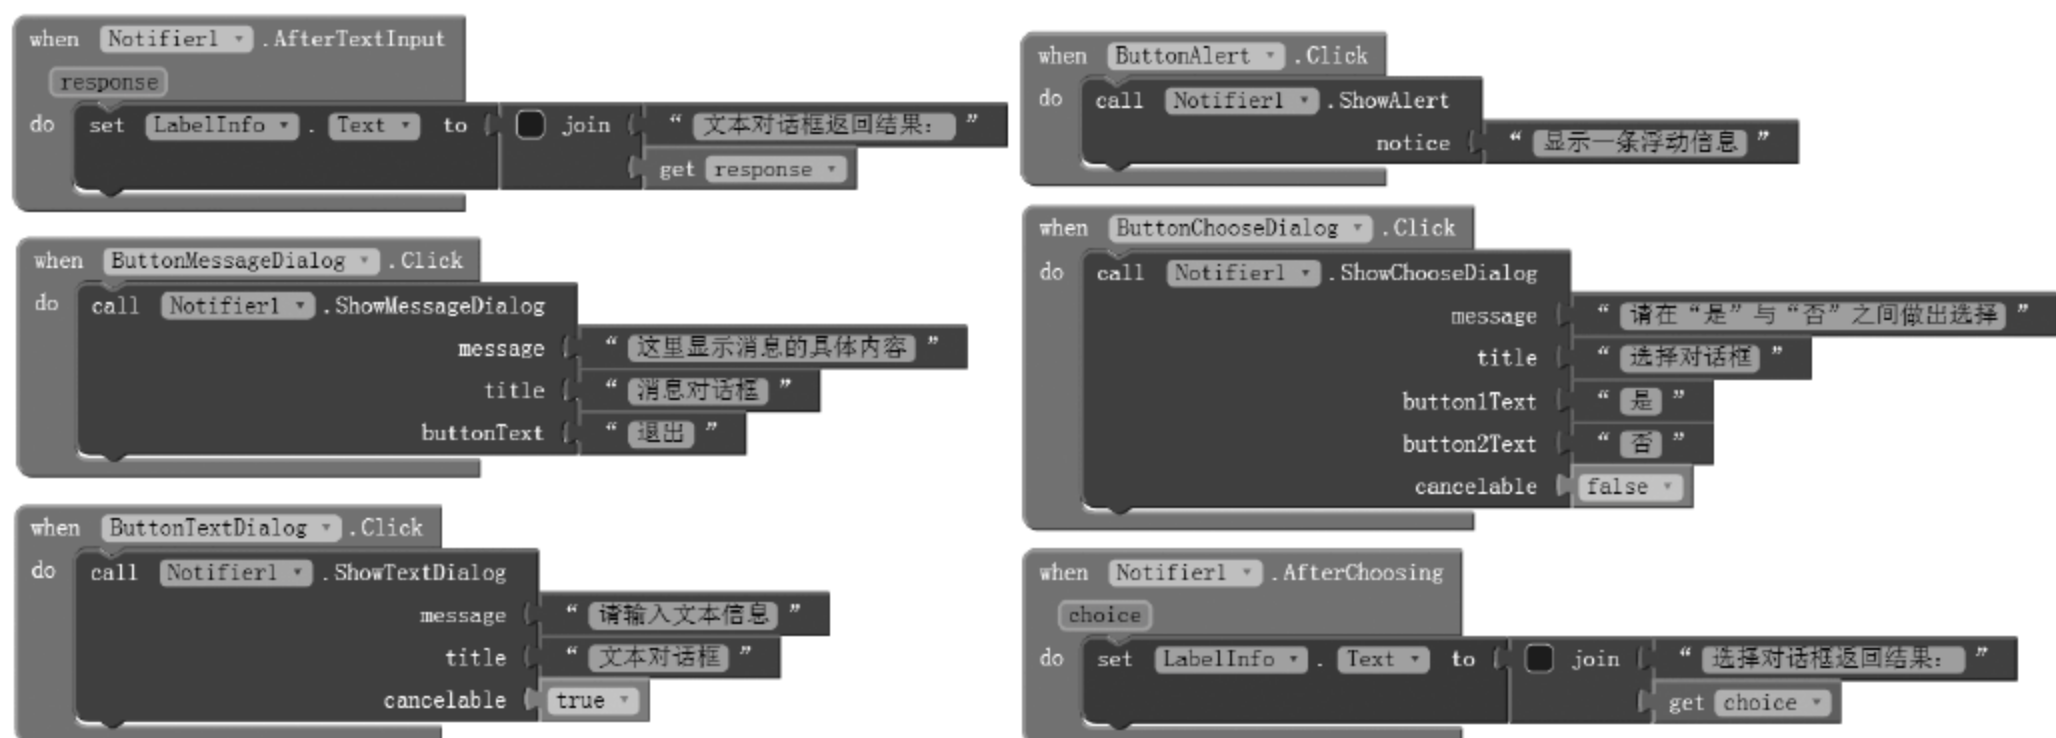 when Notifier1 .AfterTextInput
response
do set LabelInfo . Text to join “ 文本对话框返回结果： ”
get response
when ButtonMessageDialog .Click
do call Notifier1 .ShowMessageDialog
message “ 这里显示消息的具体内容 ”
title “ 消息对话框 ”
buttonText “ 退出 ”
when ButtonTextDialog .Click
do call Notifier1 .ShowTextDialog
message “ 请输入文本信息 ”
title “ 文本对话框 ”
cancelable true
when ButtonAlert .Click
do call Notifier1 .ShowAlert
notice “ 显示一条浮动信息 ”
when ButtonChooseDialog .Click
do call Notifier1 .ShowChooseDialog
message “ 请在“是”与“否”之间做出选择 ”
title “ 选择对话框 ”
button1Text “ 是 ”
button2Text “ 否 ”
cancelable false
when Notifier1 .AfterChoosing
choice
do set LabelInfo . Text to join “ 选择对话框返回结果： ”
get choice